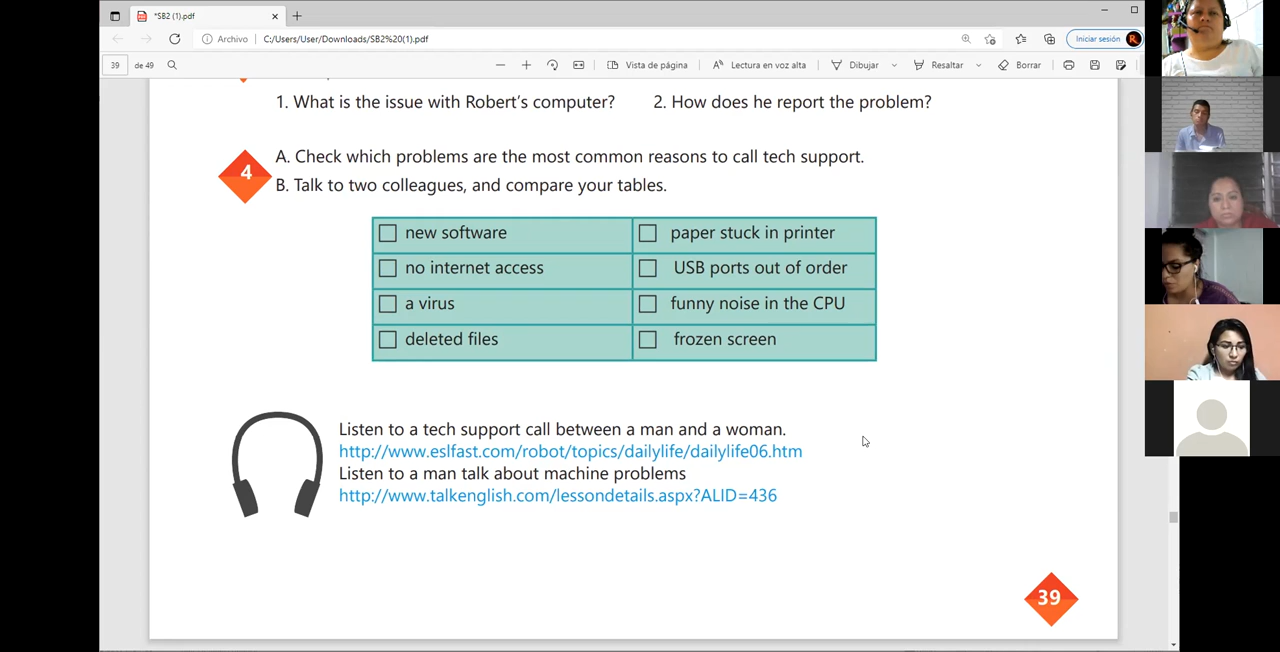 *SB2 (1).pdf
Archivo C:/Users/User/Downloads/SB2%20(1).pdf
Iniciar sesión R
39 de 49
Vista de página
Lectura en voz alta
Dibujar
Resaltar
Borrar
1. What is the issue with Robert's computer? 2. How does he report the problem?
4
A. Check which problems are the most common reasons to call tech support.
B. Talk to two colleagues, and compare your tables.
new software paper stuck in printer
no internet access USB ports out of order
a virus funny noise in the CPU
deleted files frozen screen
Listen to a tech support call between a man and a woman.
http://www.eslfast.com/robot/topics/dailylife/dailylife06.htm
Listen to a man talk about machine problems
http://www.talkenglish.com/lessondetails.aspx?ALID=436
39